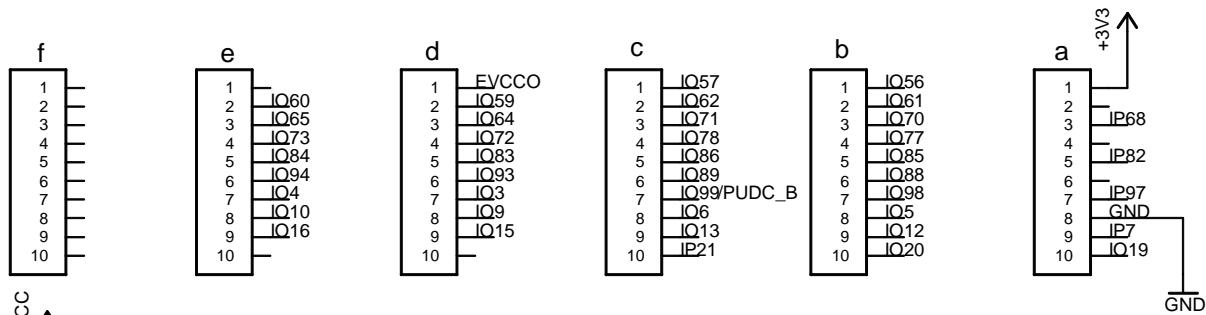 +3V3
f
1
2
3
4
5
6
7
8
9
10
e
1
2 IO60
3 IO65
4 IO73
5 IO84
6 IO94
7 IO4
8 IO10
9 IO16
10
d
1 EVCCO
2 IO59
3 IO64
4 IO72
5 IO83
6 IO93
7 IO3
8 IO9
9 IO15
10
c
1 IO57
2 IO62
3 IO71
4 IO78
5 IO86
6 IO89
7 IO99/PUDC_B
8 IO6
9 IO13
10 IP21
b
1 IO56
2 IO61
3 IO70
4 IO77
5 IO85
6 IO88
7 IO98
8 IO5
9 IO12
10 IO20
a
1
2
3 IP68
4
5 IP82
6
7 IP97
8 GND
9 IP7
10 IO19
GND
CC